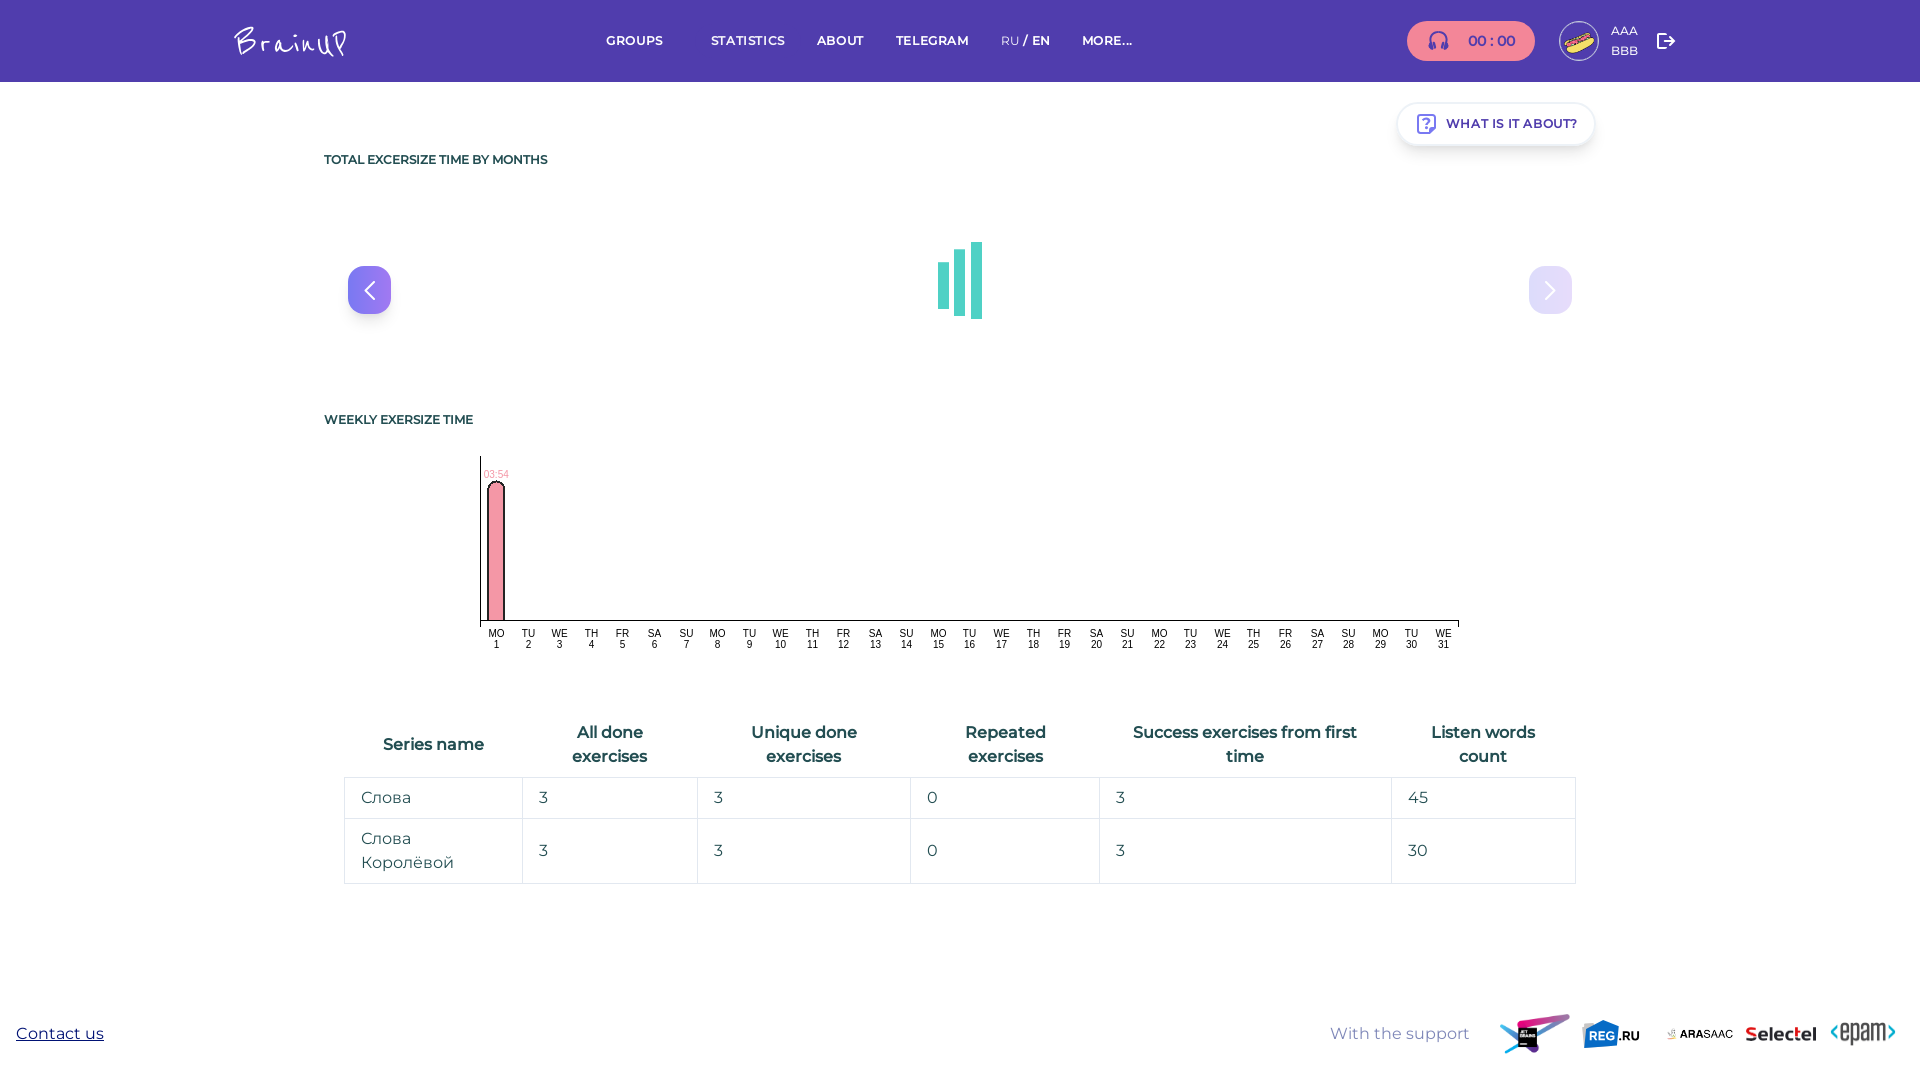 BrainUP
GROUPS STATISTICS ABOUT TELEGRAM RU / EN MORE...
00 : 00
AAA
BBB
WHAT IS IT ABOUT?
TOTAL EXCERSIZE TIME BY MONTHS
WEEKLY EXERSIZE TIME
03:54
MO TU WE TH FR SA SU MO TU WE TH FR SA SU MO TU WE TH FR SA SU MO TU WE TH FR SA SU MO TU WE
1 2 3 4 5 6 7 8 9 10 11 12 13 14 15 16 17 18 19 20 21 22 23 24 25 26 27 28 29 30 31
Series name All done exercises Unique done exercises Repeated exercises Success exercises from first time Listen words count
Слова 3 3 0 3 45
Слова Королёвой 3 3 0 3 30
Contact us
With the support
REG.RU
ARASAAC
Selectel
<epam>